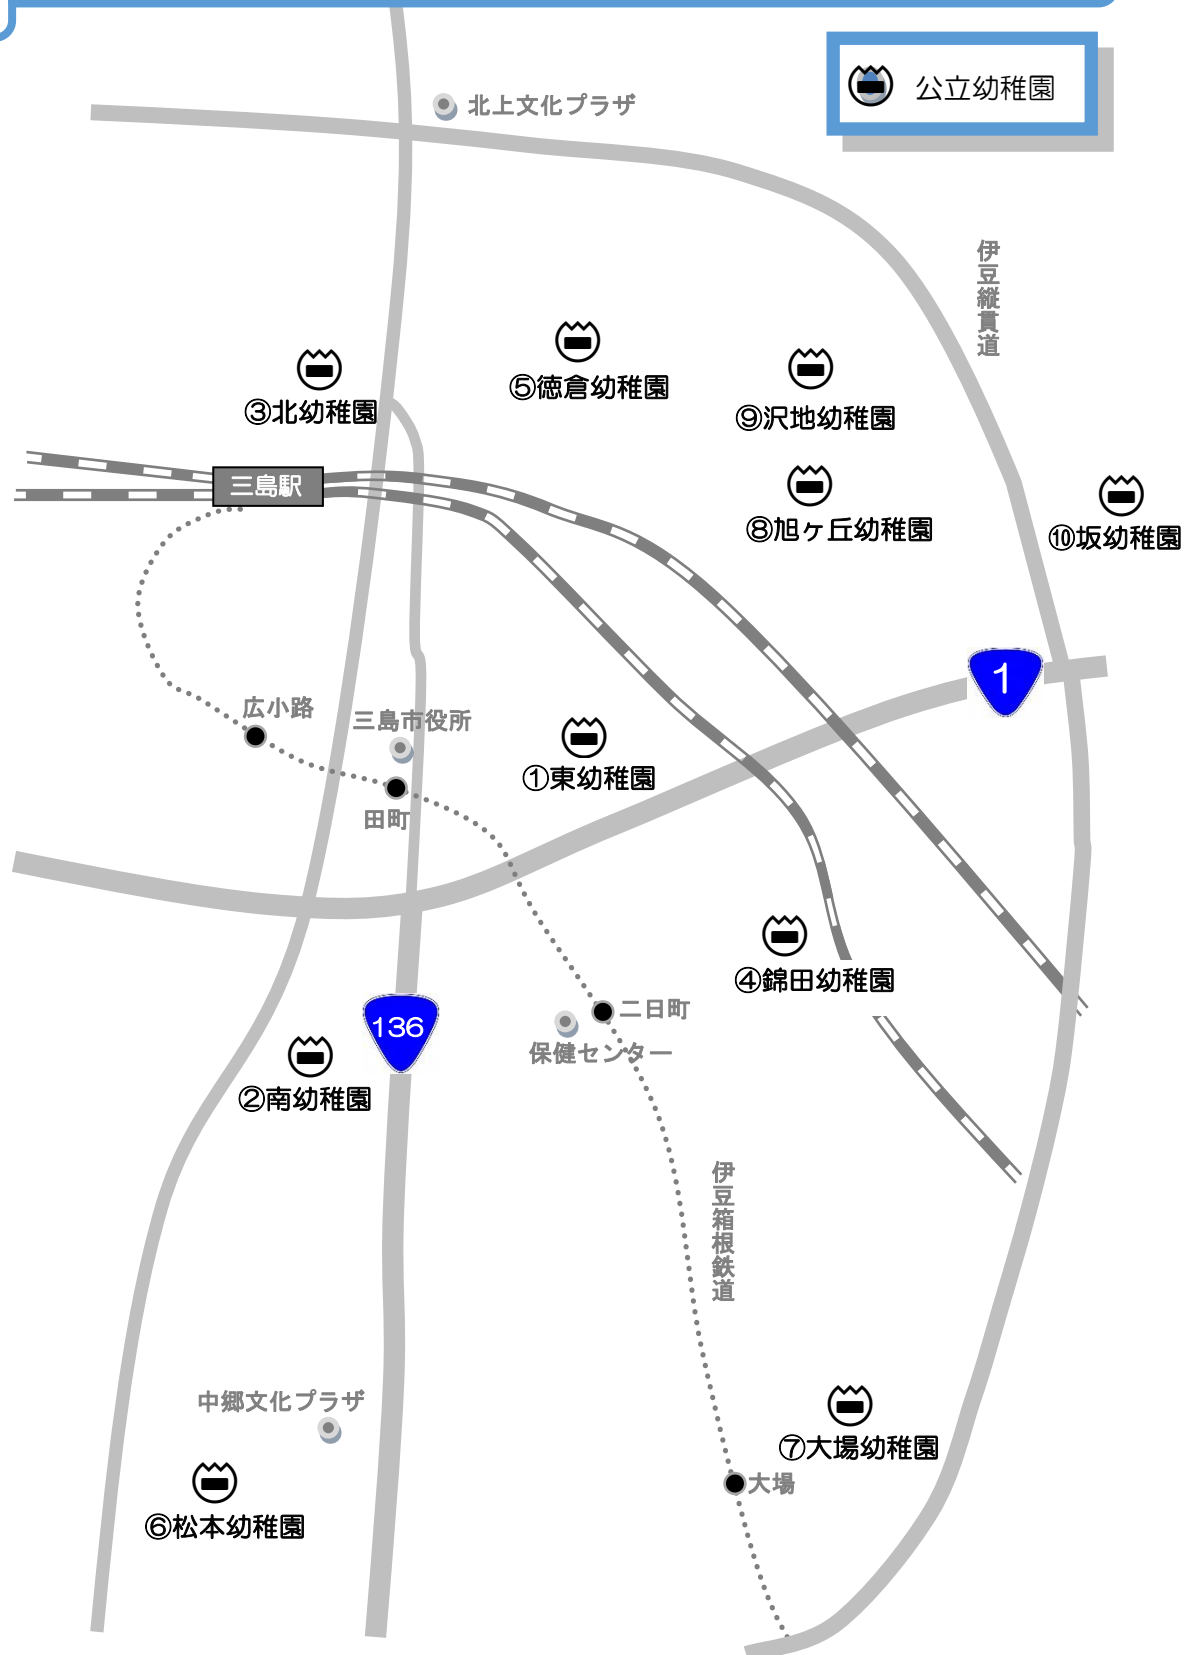 公立幼稚園
北上文化プラザ
伊豆縦貫道
⑤徳倉幼稚園
③北幼稚園
⑨沢地幼稚園
三島駅
⑧旭ヶ丘幼稚園
⑩坂幼稚園
1
広小路
三島市役所
①東幼稚園
田町
④錦田幼稚園
二日町
136
保健センター
②南幼稚園
伊豆箱根鉄道
中郷文化プラザ
⑦大場幼稚園
大場
⑥松本幼稚園